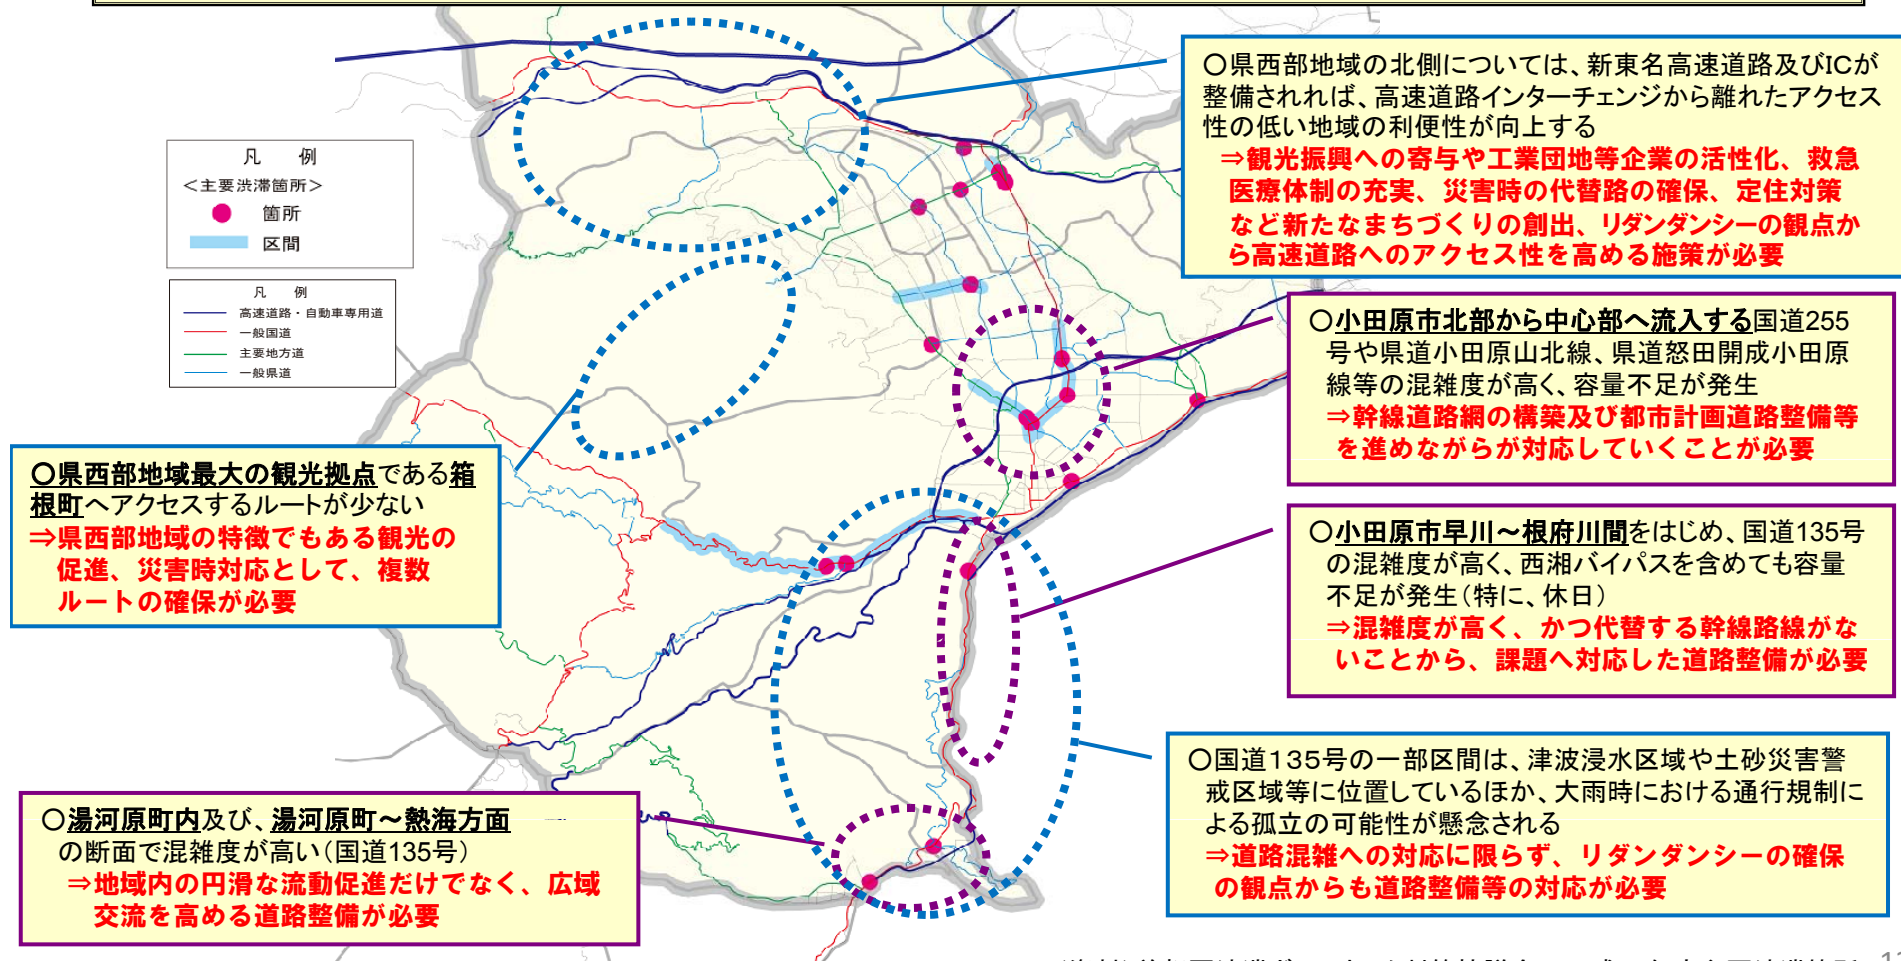 〇県西部地域の北側については、新東名高速道路及びICが
整備されれば、高速道路インターチェンジから離れたアクセス
性の低い地域の利便性が向上する
⇒観光振興への寄与や工業団地等企業の活性化、救急
医療体制の充実、災害時の代替路の確保、定住対策
など新たなまちづくりの創出、リダンダンシーの観点か
ら高速道路へのアクセス性を高める施策が必要
凡　例
＜主要渋滞箇所＞
箇所
区間
凡　例
高速道路・自動車専用道
一般国道
主要地方道
一般県道
〇小田原市北部から中心部へ流入する国道255
号や県道小田原山北線、県道怒田開成小田原
線等の混雑度が高く、容量不足が発生
⇒幹線道路網の構築及び都市計画道路整備等
を進めながらが対応していくことが必要
〇県西部地域最大の観光拠点である箱
根町へアクセスするルートが少ない
⇒県西部地域の特徴でもある観光の
促進、災害時対応として、複数
ルートの確保が必要
〇小田原市早川～根府川間をはじめ、国道135号
の混雑度が高く、西湘バイパスを含めても容量
不足が発生（特に、休日）
⇒混雑度が高く、かつ代替する幹線路線がな
いことから、課題へ対応した道路整備が必要
〇国道135号の一部区間は、津波浸水区域や土砂災害警
戒区域等に位置しているほか、大雨時における通行規制に
よる孤立の可能性が懸念される
⇒道路混雑への対応に限らず、リダンダンシーの確保
の観点からも道路整備等の対応が必要
〇湯河原町内及び、湯河原町～熱海方面
の断面で混雑度が高い（国道135号）
⇒地域内の円滑な流動促進だけでなく、広域
交流を高める道路整備が必要